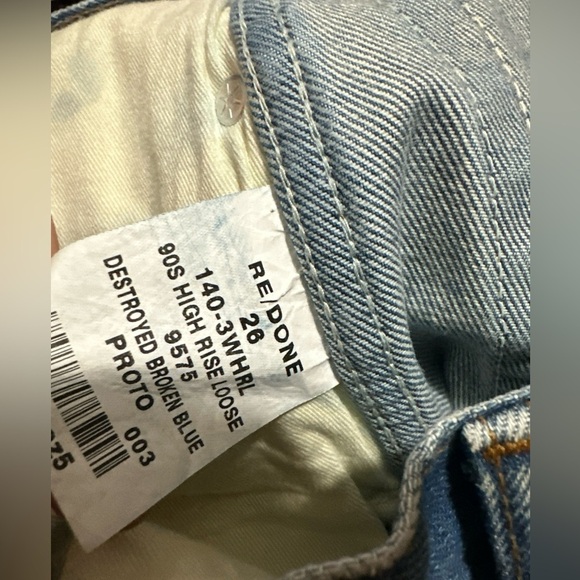 RE/DONE
26
140-3WHRL
90S HIGH RISE LOOSE
9575
DESTROYED BROKEN BLUE
PROTO 003